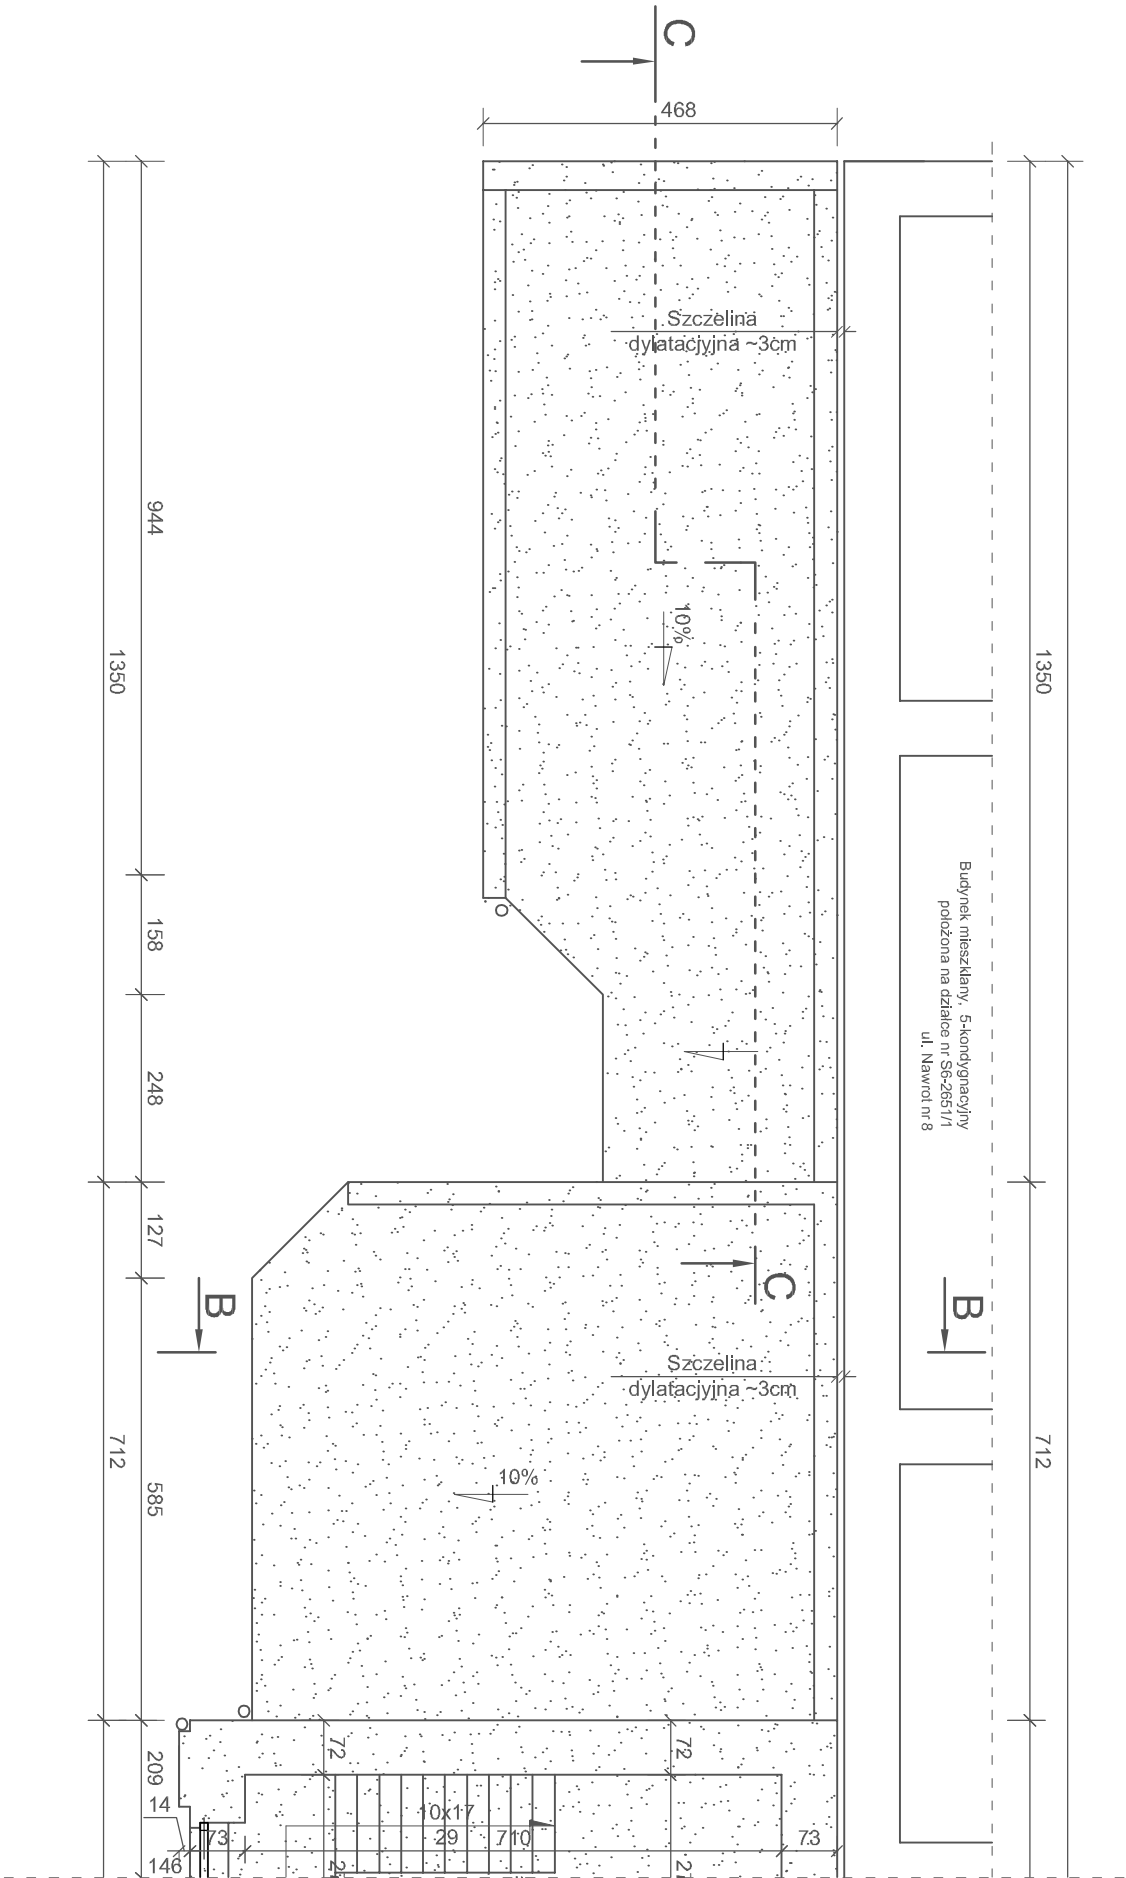 C
468
Szczelina
dylatacjyjna ~3cm
944
10%
1350
1350
Budynek mieszklany, 5-kondygnacyjny
położona na działce nr S6-2651/1
ul. Nawrot nr 8
158
248
127
C
B
B
Szczelina
dylatacjyjna ~3cm
712
712
10%
585
72
72
209
14
10x17
29
710
73
73
146